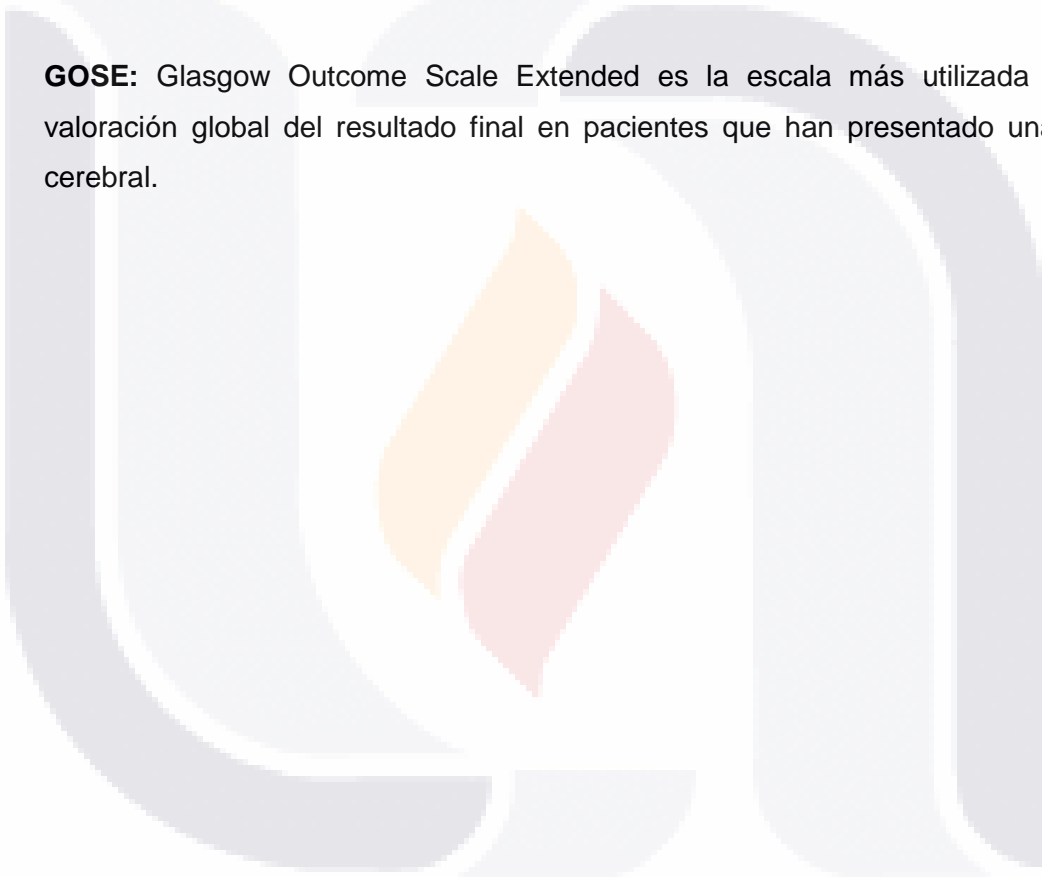 GOSE: Glasgow Outcome Scale Extended es la escala más utilizada
valoración global del resultado final en pacientes que han presentado una
cerebral.